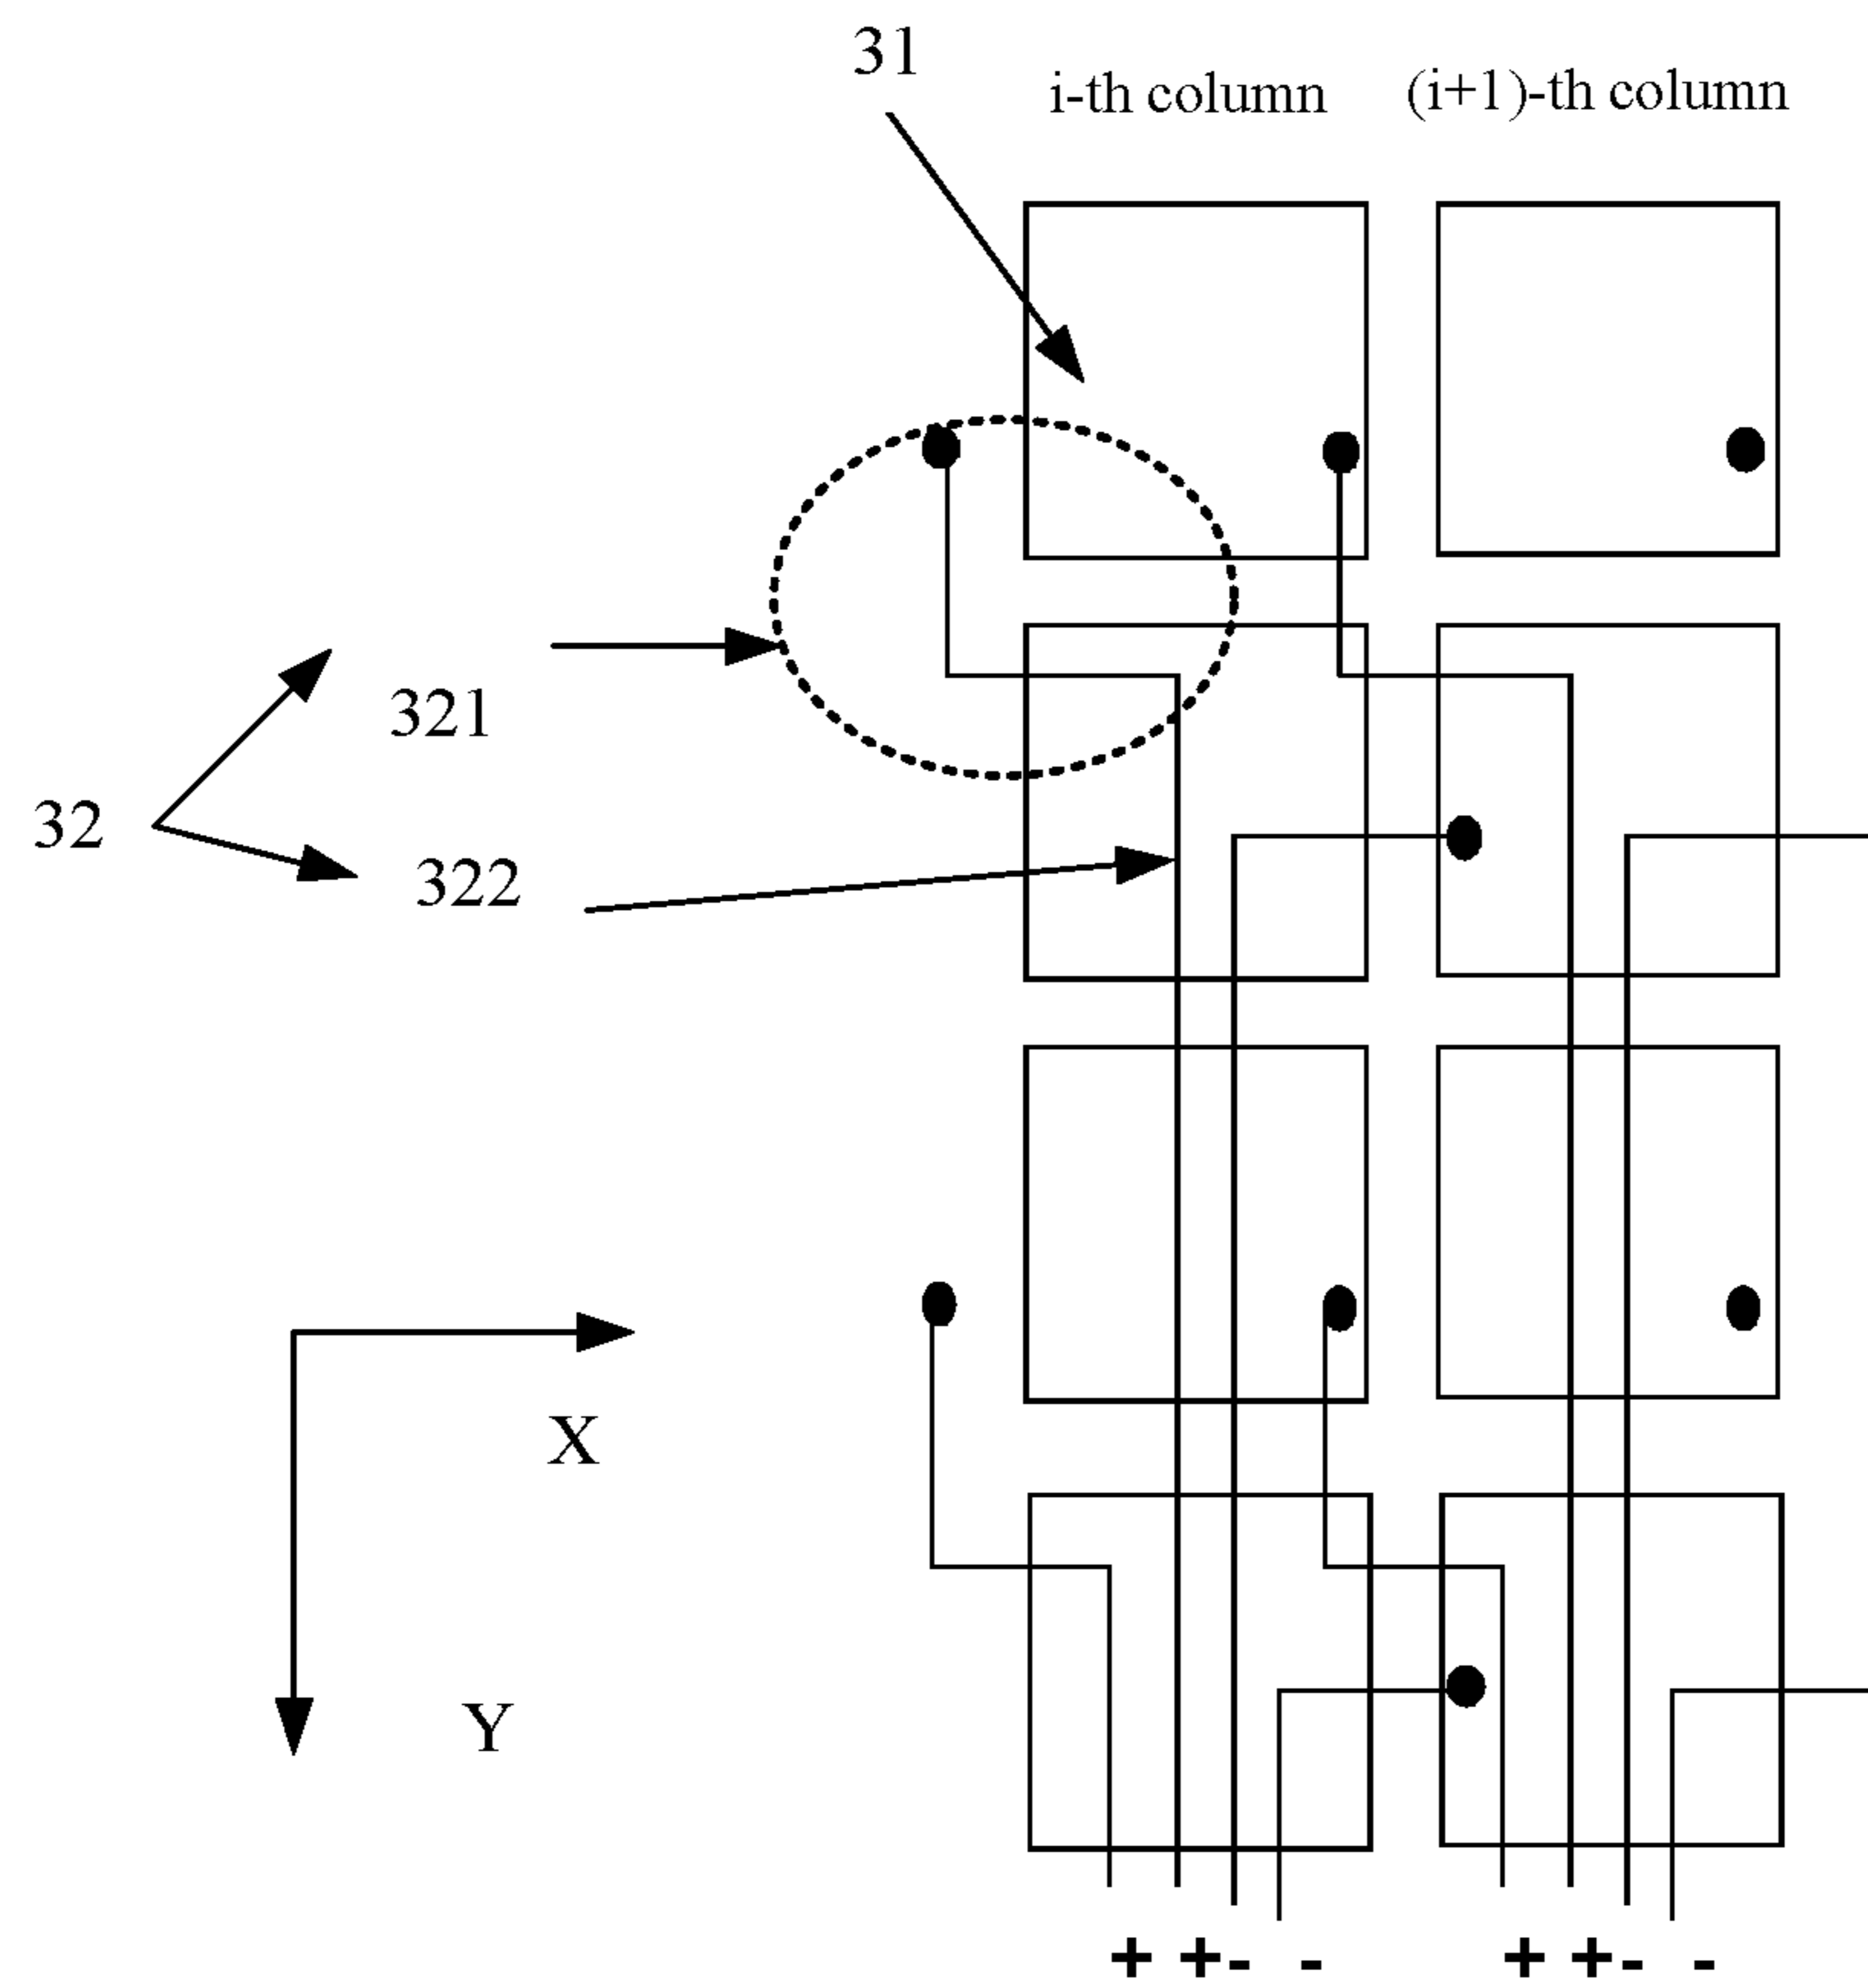 31
i-th column (i+1)-th column
321
32
322
X
Y
+ +- - + +- -